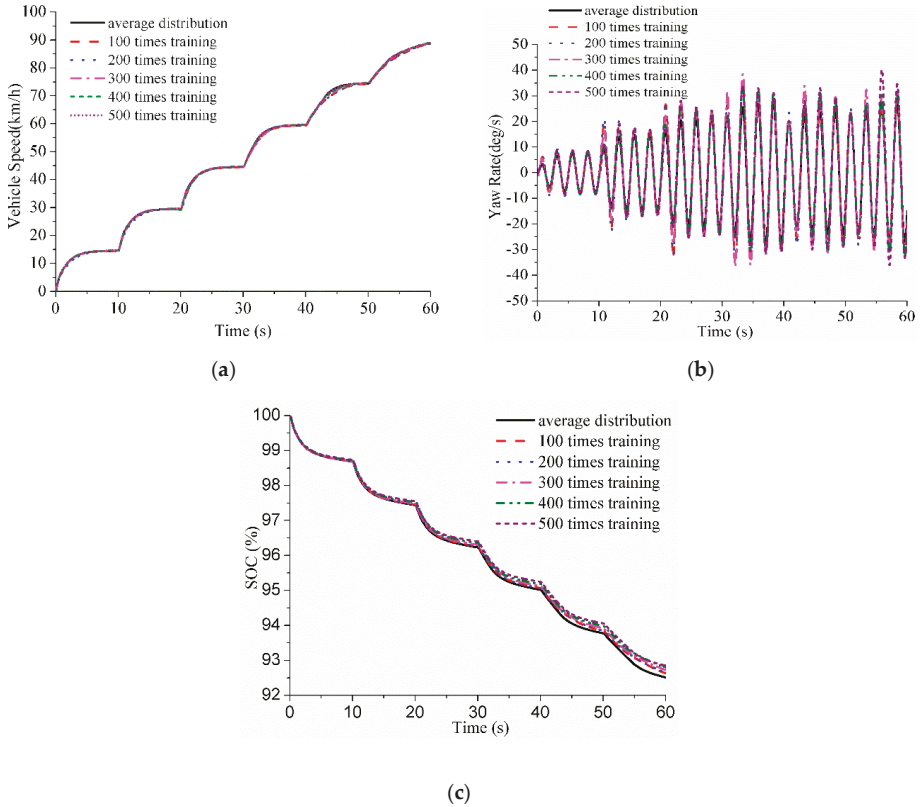 (a)
average distribution
100 times training
200 times training
300 times training
400 times training
500 times training
Vehicle Speed(km/h)
90
80
70
60
50
40
30
20
10
0
0 10 20 30 40 50 60
Time (s)
(a)
(b)
average distribution
100 times training
200 times training
300 times training
400 times training
500 times training
Yaw Rate(deg/s)
50
40
30
20
10
0
-10
-20
-30
-40
-50
0 10 20 30 40 50 60
Time (s)
(b)
average distribution
100 times training
200 times training
300 times training
400 times training
500 times training
SOC (%)
100
99
98
97
96
95
94
93
92
0 10 20 30 40 50 60
Time (s)
(c)